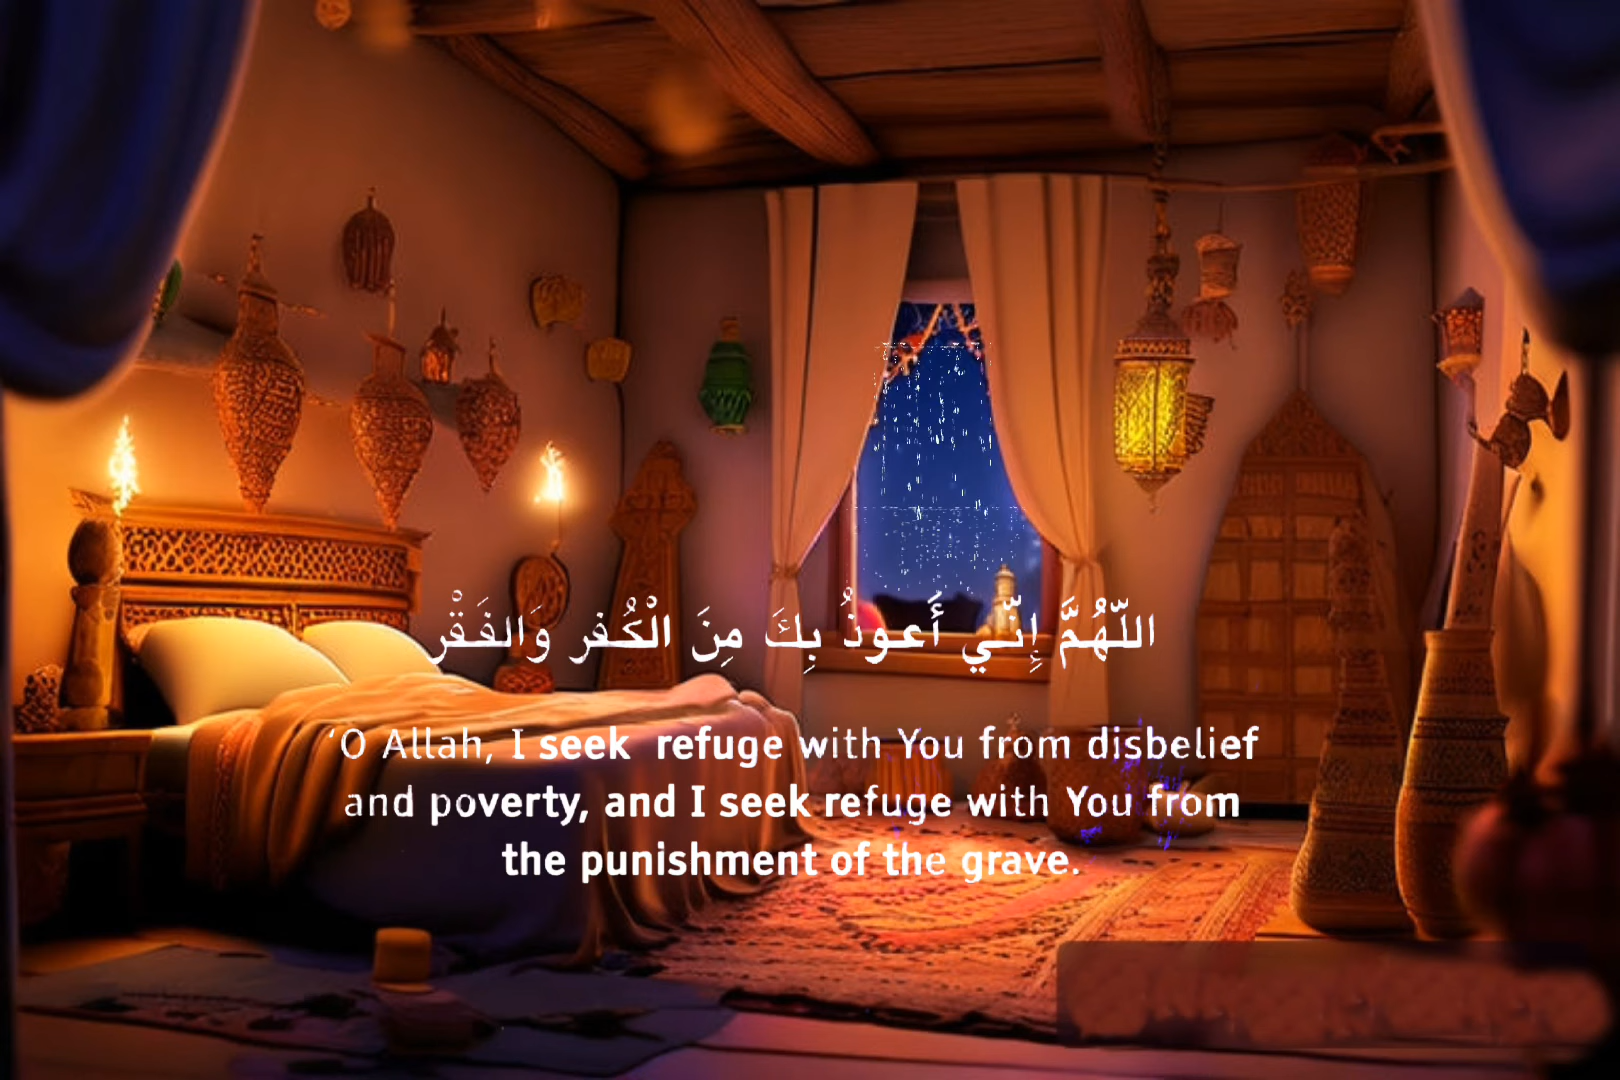 اللّهُمَّ إِنّي أَعوذُ بِكَ مِنَ الْكُفر وَالفَقْر
‘O Allah, I seek refuge with You from disbelief
and poverty, and I seek refuge with You from
the punishment of the grave.